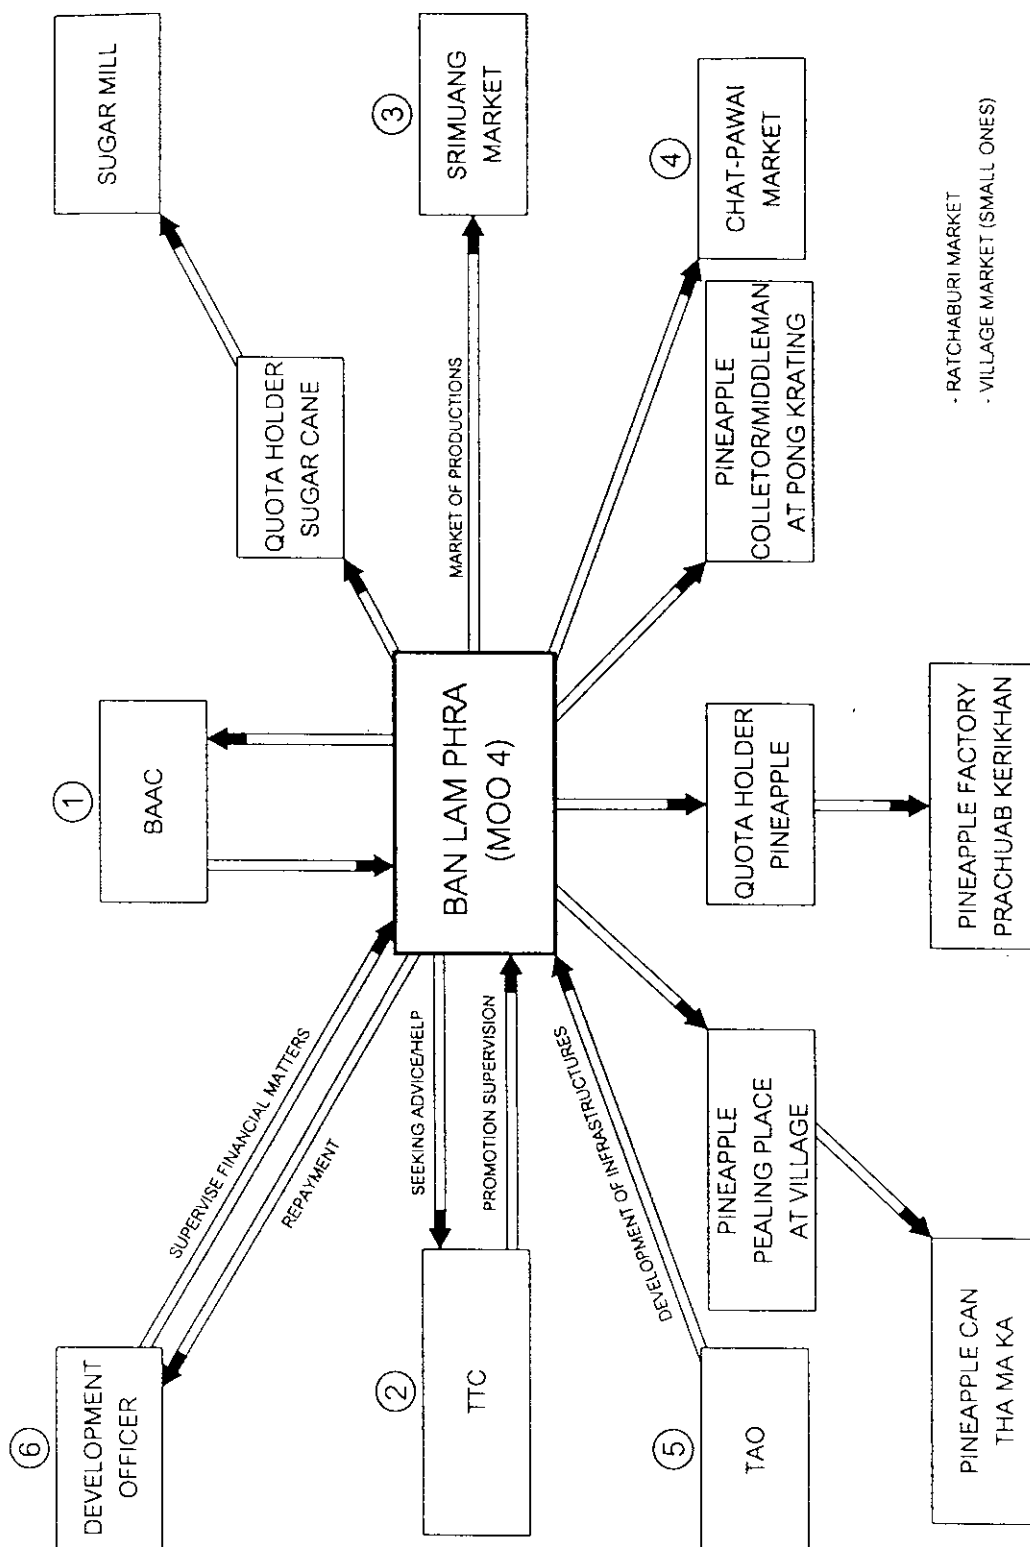 6
DEVELOPMENT
OFFICER
1
BAAC
SUGAR MILL
SUPERVISE FINANCIAL MATTERS
REPAYMENT
QUOTA HOLDER
SUGAR CANE
2
TTC
SEEKING ADVICE/HELP
PROMOTION SUPERVISION
BAN LAM PHRA
(MOO 4)
MARKET OF PRODUCTIONS
3
SRIMUANG
MARKET
5
TAO
DEVELOPMENT OF INFRASTRUCTURES
4
CHAT-PAWAI
MARKET
PINEAPPLE
PEALING PLACE
AT VILLAGE
QUOTA HOLDER
PINEAPPLE
PINEAPPLE
COLLETOR/MIDDLEMAN
AT PONG KRATING
PINEAPPLE CAN
THA MA KA
PINEAPPLE FACTORY
PRACHUAB KERIKHAN
- RATCHABURI MARKET
- VILLAGE MARKET (SMALL ONES)